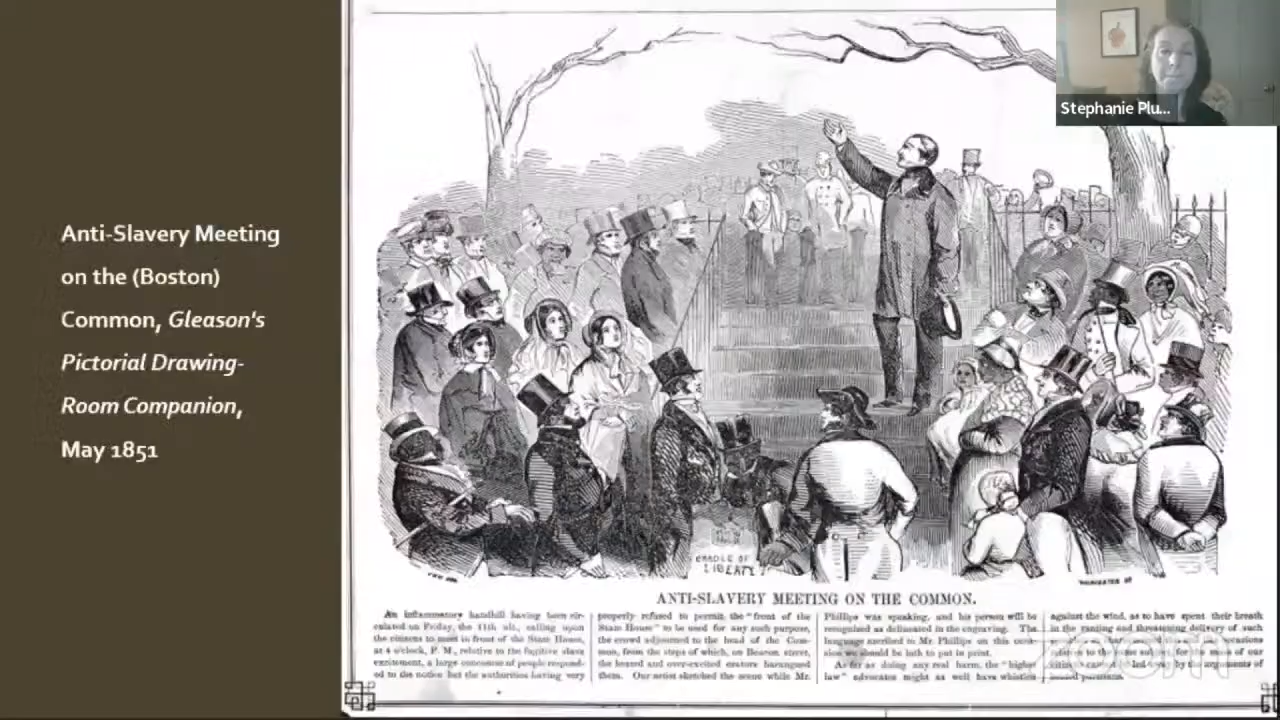 Anti-Slavery Meeting
on the (Boston)
Common, Gleason's
Pictorial Drawing-
Room Companion,
May 1851
Stephanie Plu...
CRADLE OF
LIBERTY
ANTI-SLAVERY MEETING ON THE COMMON.
An inflammatory handbill having been cir-
culated on Friday, the 11th ult., calling upon
the citizens to meet in front of the State House,
at 4 o'clock, P. M., relative to the fugitive slave
excitement, a large concourse of people respond-
ed to the notice but the authorities having very
properly refused to permit the "front of the
State House" to be used for any such purpose,
the crowd adjourned to the head of the Com-
mon, from the steps of which, on Beacon street,
the heated and over-excited orator harangued
them. Our artist sketched the scene while Mr.
Phillips was speaking, and his person will be
recognized as delineated in the engraving. The
language ascribed to Mr Phillips on this occa-
sion we should be loth to put in print.
As far as doing any real harm, the "higher
law" advocates might as well have whistled
against the wind, as to have spent their breath
in the ranting and threatening delivery of such
by the arguments of
zoom